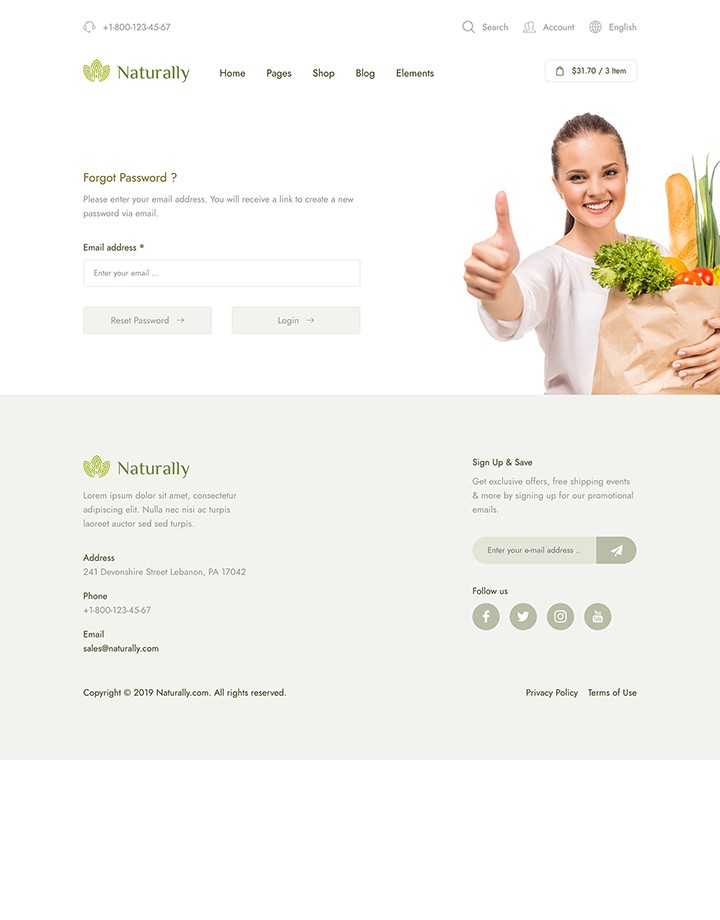 +1-800-123-45-67
Search
Account
English
Naturally
Home
Pages
Shop
Blog
Elements
$31.70 / 3 Item
Forgot Password ?
Please enter your email address. You will receive a link to create a new
password via email.
Email address *
Enter your email ...
Reset Password
Login
Naturally
Lorem ipsum dolor sit amet, consectetur
adipiscing elit. Nulla nec nisi ac turpis
laoreet auctor sed sed turpis.
Address
241 Devonshire Street Lebanon, PA 17042
Phone
+1-800-123-45-67
Email
sales@naturally.com
Sign Up & Save
Get exclusive offers, free shipping events
& more by signing up for our promotional
emails.
Enter your e-mail address ..
Follow us
You
Tube
Copyright © 2019 Naturally.com. All rights reserved.
Privacy Policy
Terms of Use